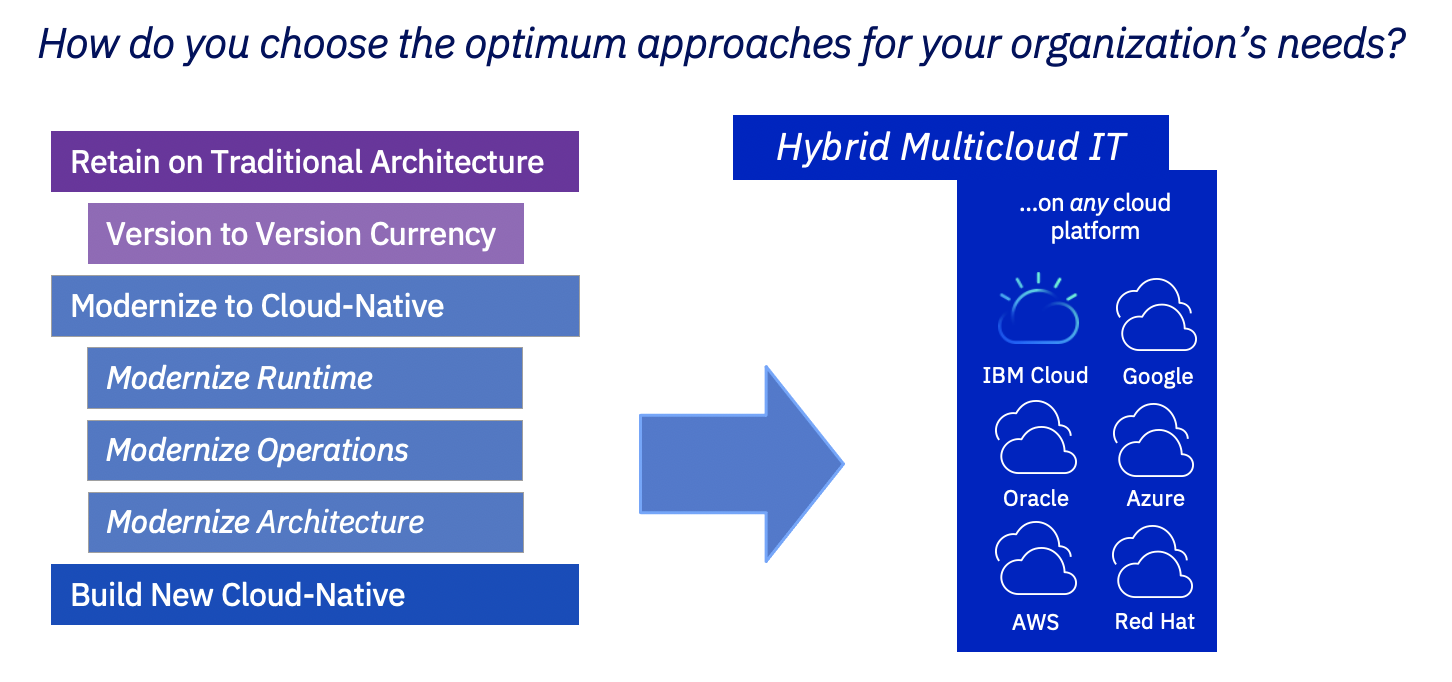 How do you choose the optimum approaches for your organization’s needs?
Retain on Traditional Architecture
Version to Version Currency
Modernize to Cloud-Native
Modernize Runtime
Modernize Operations
Modernize Architecture
Build New Cloud-Native
Hybrid Multicloud IT
...on any cloud
platform
IBM Cloud
Google
Oracle
Azure
AWS
Red Hat